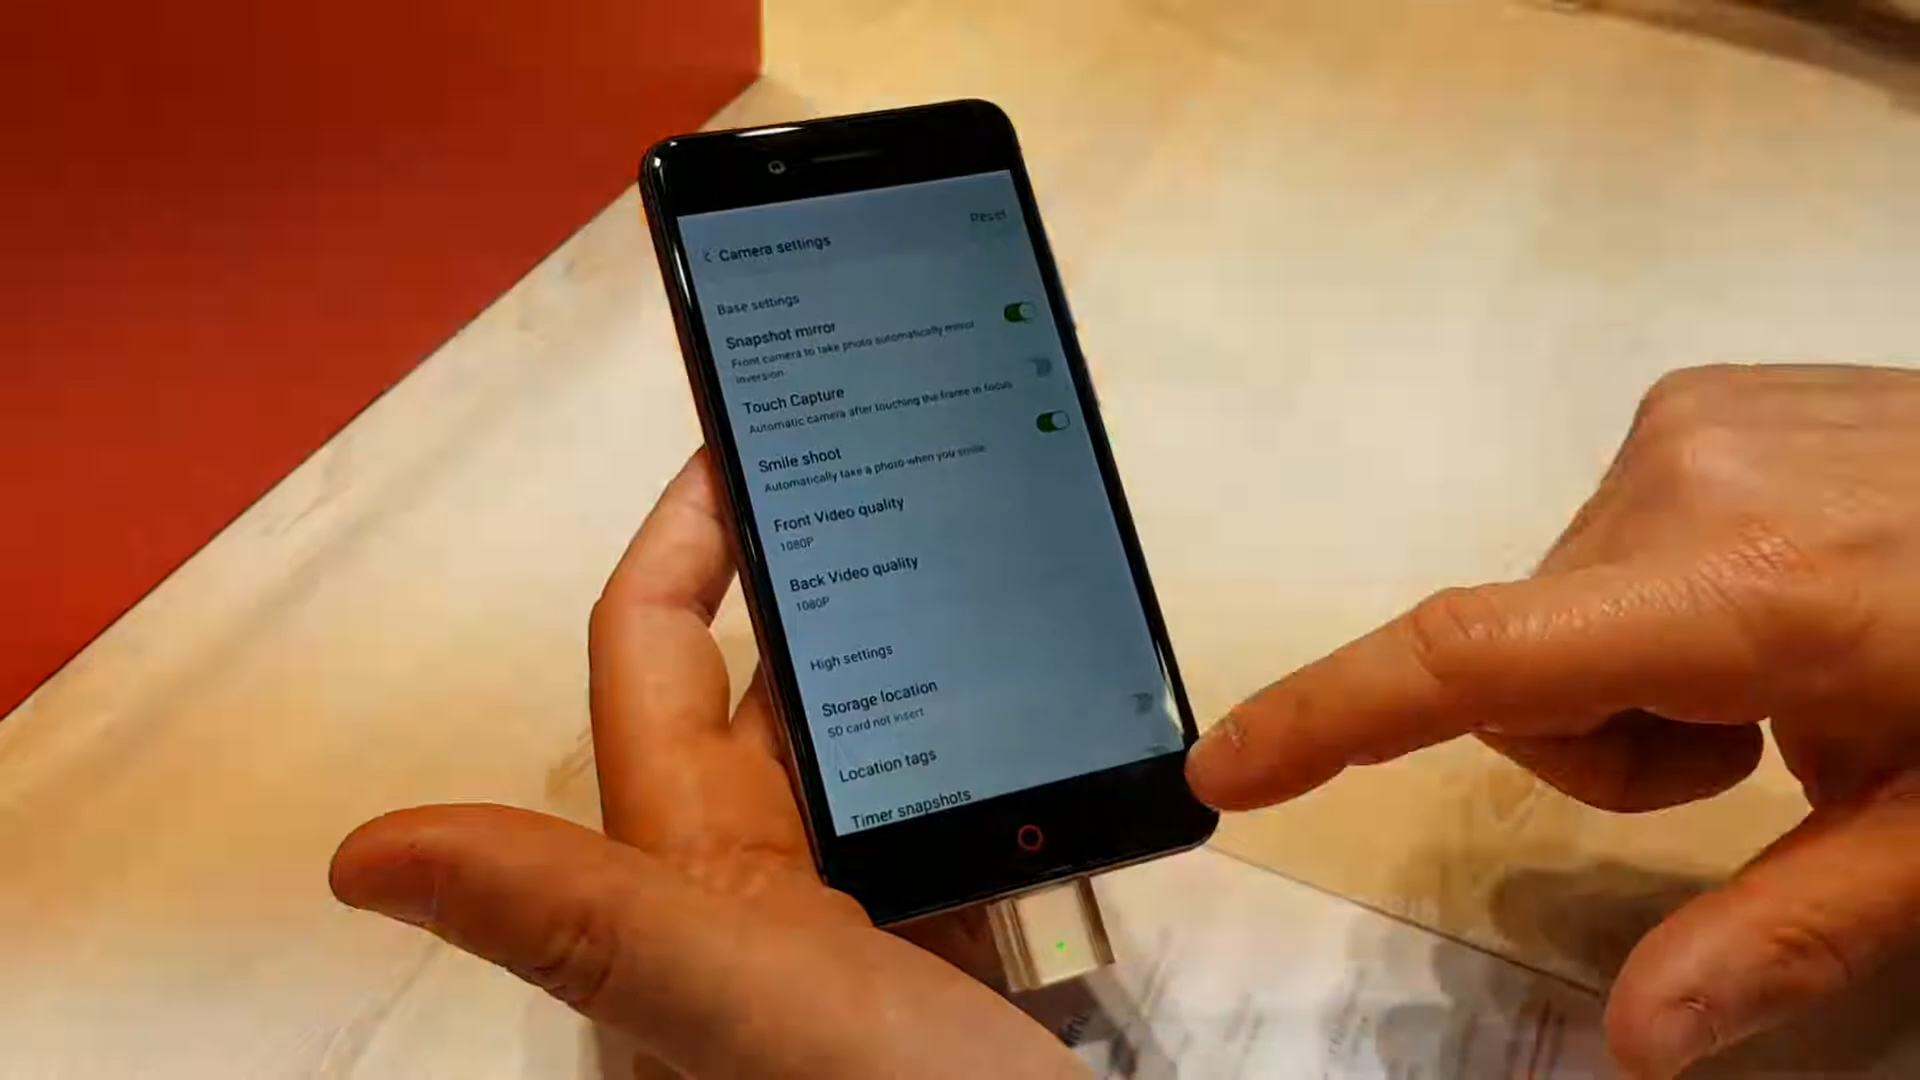 Reset
Camera settings
Base settings
Snapshot mirror
Front camera to take photo automatically mirror
inversion
Touch Capture
Automatic camera after touching the frame in focus
Smile shoot
Automatically take a photo when you smile
Front Video quality
1080P
Back Video quality
1080P
High settings
Storage location
SD card not insert
Location tags
Timer snapshots